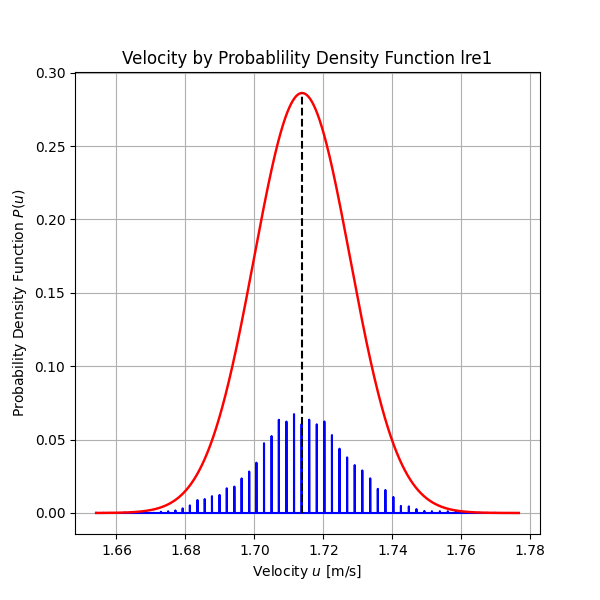 Velocity by Probablility Density Function lre1
0.30
0.25
0.20
0.15
0.10
0.05
0.00
Probability Density Function P(u)
1.66 1.68 1.70 1.72 1.74 1.76 1.78
Velocity u [m/s]